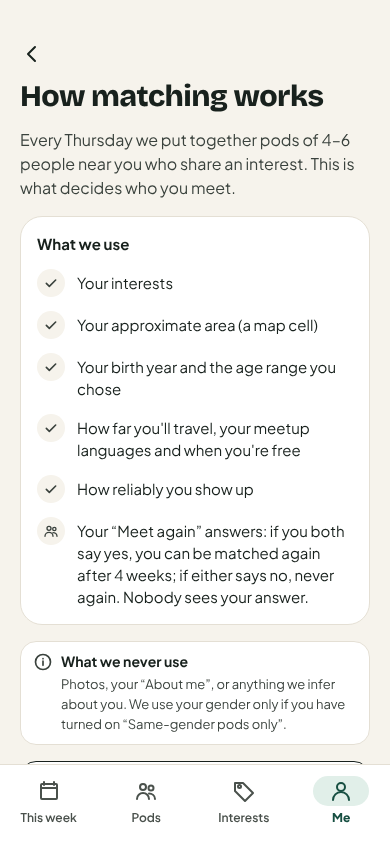 How matching works
Every Thursday we put together pods of 4–6
people near you who share an interest. This is
what decides who you meet.
What we use
Your interests
Your approximate area (a map cell)
Your birth year and the age range you
chose
How far you'll travel, your meetup
languages and when you're free
How reliably you show up
Your “Meet again” answers: if you both
say yes, you can be matched again
after 4 weeks; if either says no, never
again. Nobody sees your answer.
What we never use
Photos, your “About me”, or anything we infer
about you. We use your gender only if you have
turned on “Same-gender pods only”.
This week
Pods
Interests
Me